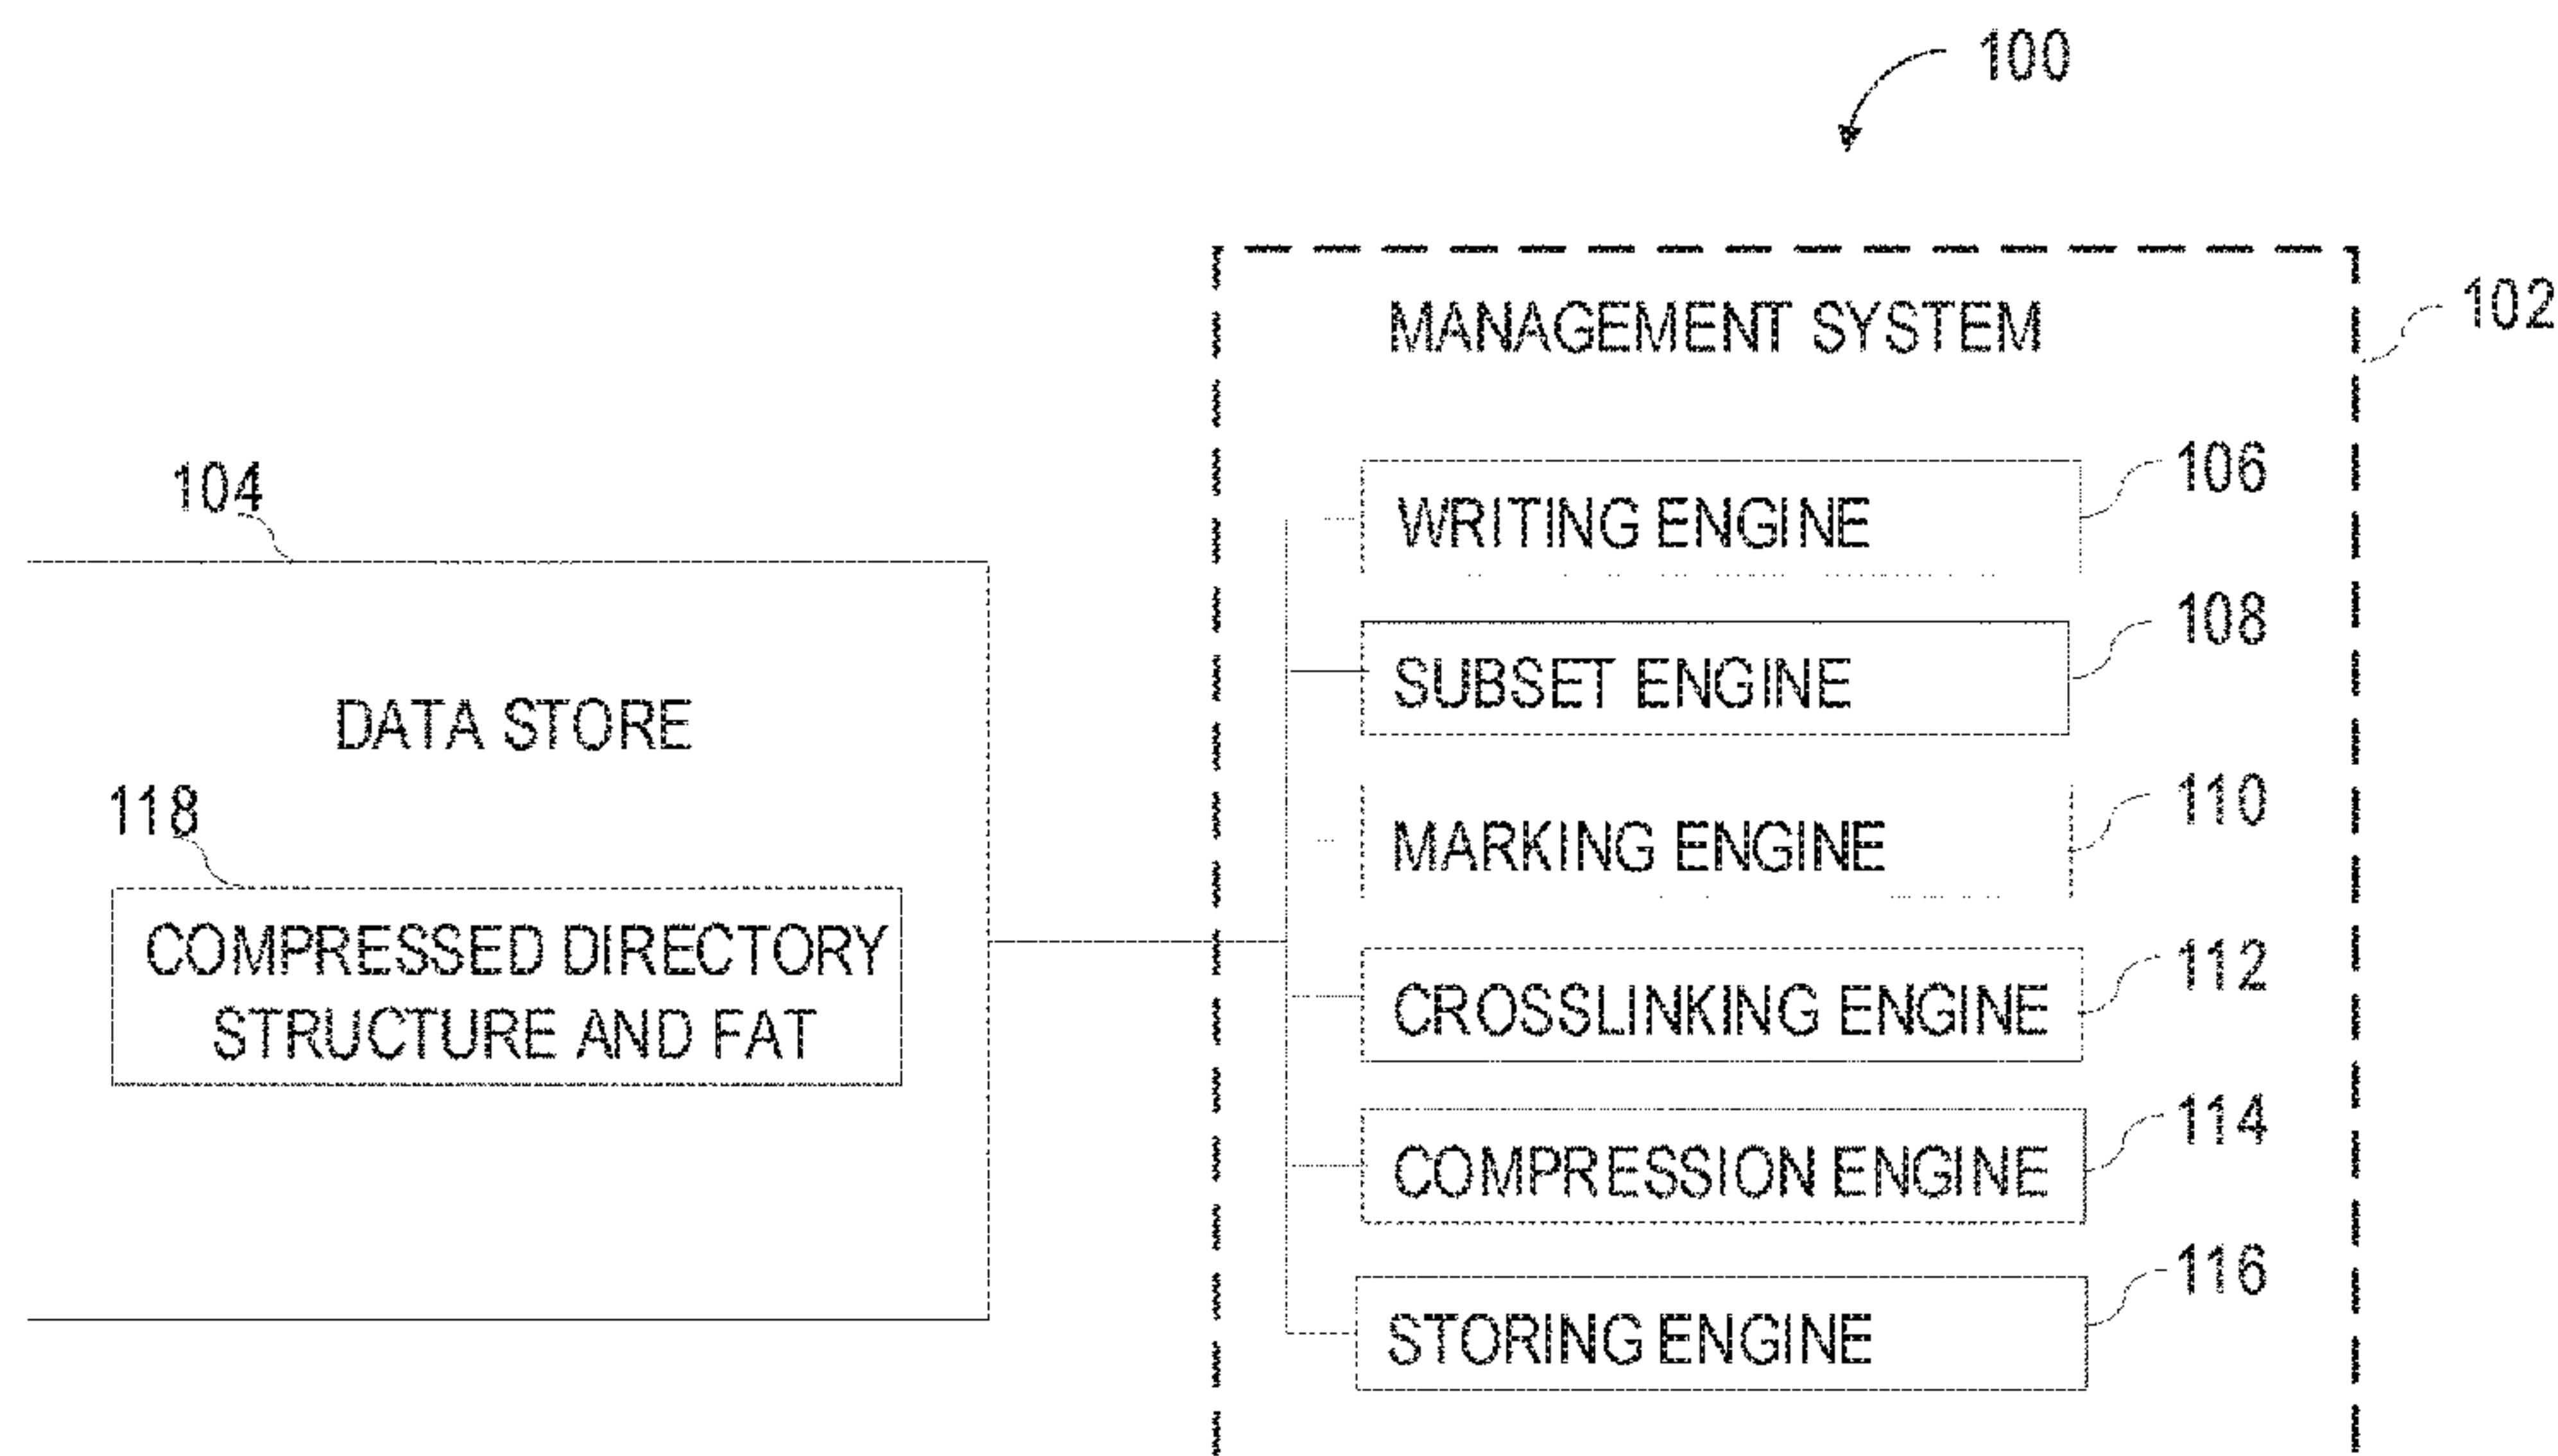 100
102
MANAGEMENT SYSTEM
106
WRITING ENGINE
108
SUBSET ENGINE
110
MARKING ENGINE
112
CROSSLINKING ENGINE
114
COMPRESSION ENGINE
116
STORING ENGINE
104
DATA STORE
118
COMPRESSED DIRECTORY
STRUCTURE AND FAT